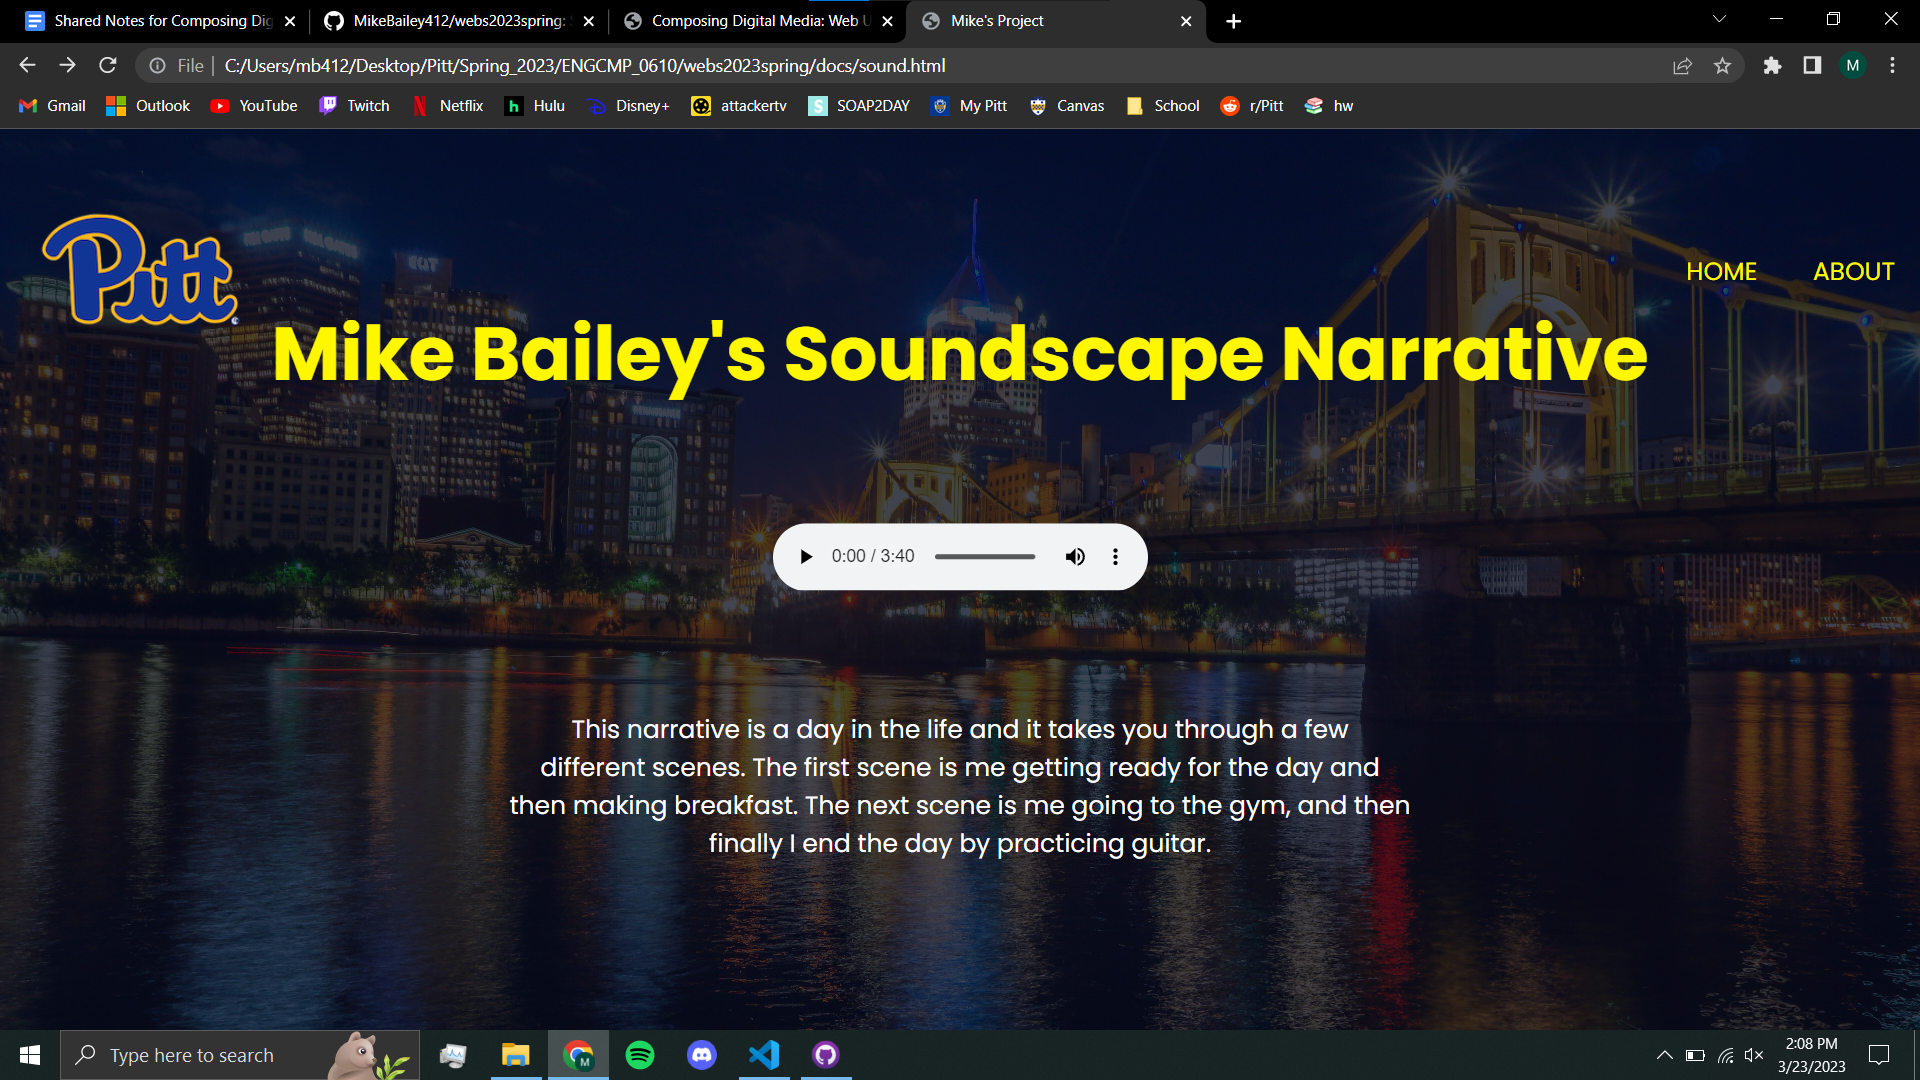 Shared Notes for Composing Dig
MikeBailey412/webs2023spring:
Composing Digital Media: Web U
Mike's Project
File | C:/Users/mb412/Desktop/Pitt/Spring_2023/ENGCMP_0610/webs2023spring/docs/sound.html
M
Gmail Outlook YouTube Twitch Netflix Hulu Disney+ attackertv SOAP2DAY My Pitt Canvas School r/Pitt hw
Pitt
HOME ABOUT
Mike Bailey's Soundscape Narrative
0:00 / 3:40
This narrative is a day in the life and it takes you through a few
different scenes. The first scene is me getting ready for the day and
then making breakfast. The next scene is me going to the gym, and then
finally I end the day by practicing guitar.
Type here to search
M
2:08 PM
3/23/2023